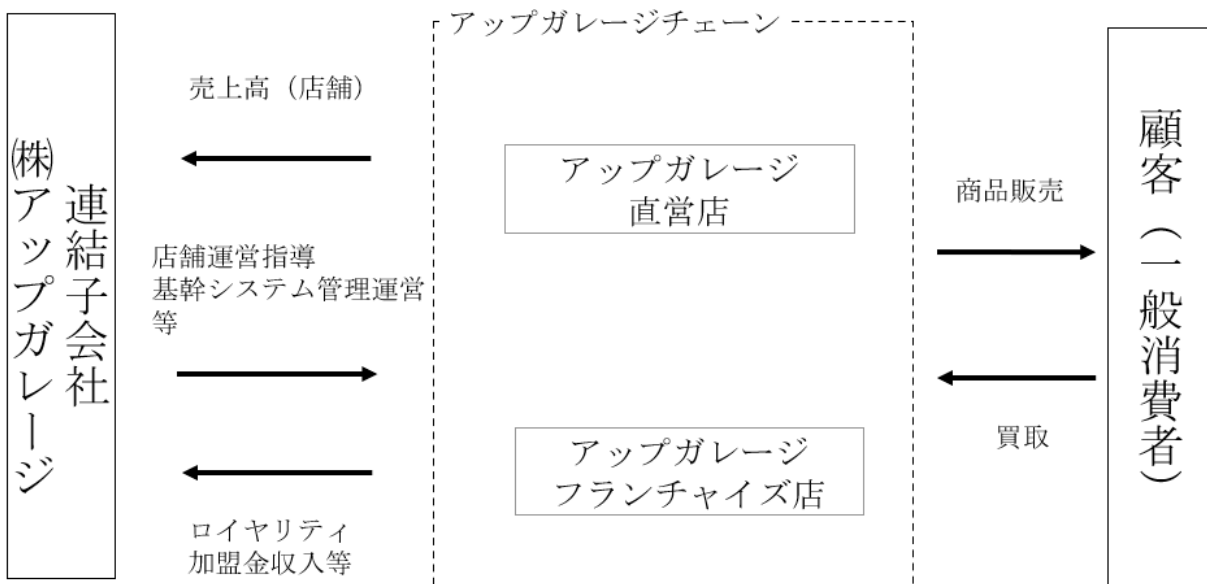 連結子会社
㈱アップガレージ
売上高（店舗）
店舗運営指導
基幹システム管理運営
等
ロイヤリティ
加盟金収入等
アップガレージチェーン
アップガレージ
直営店
アップガレージ
フランチャイズ店
商品販売
買取
顧客（一般消費者）